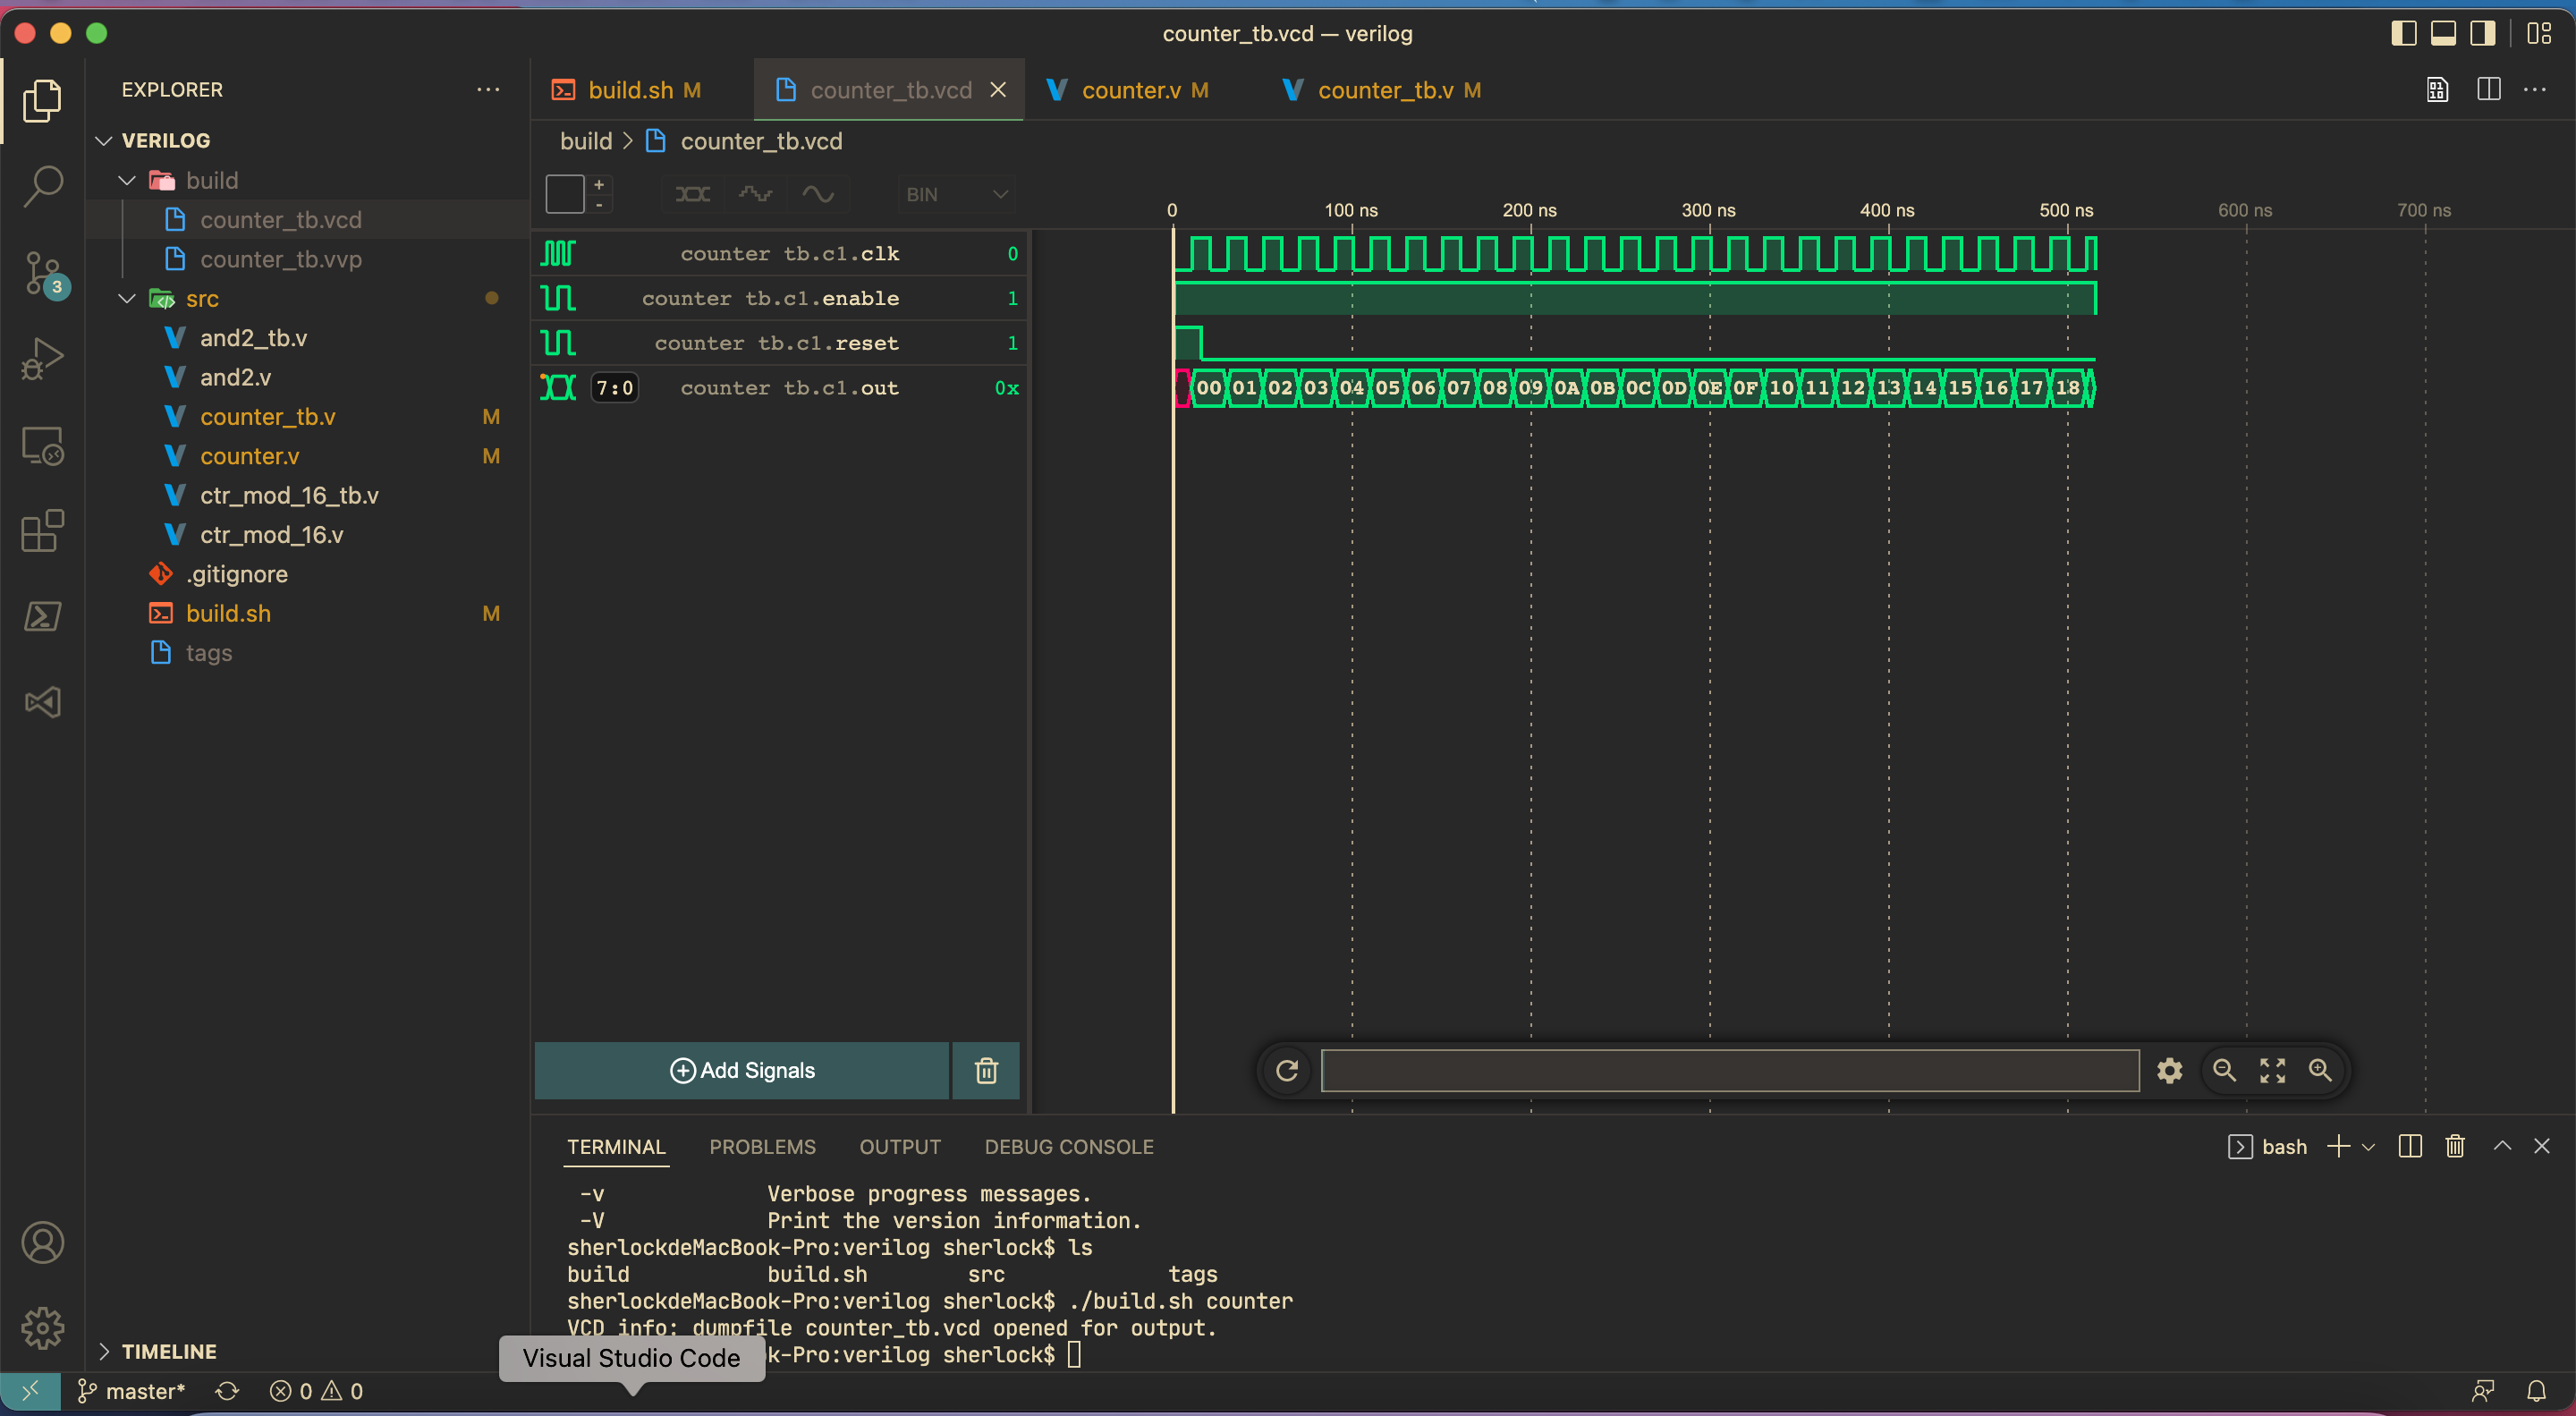 counter_tb.vcd — verilog
EXPLORER
VERILOG
build
counter_tb.vcd
counter_tb.vvp
src
and2_tb.v
and2.v
counter_tb.v M
counter.v M
ctr_mod_16_tb.v
ctr_mod_16.v
.gitignore
build.sh M
tags
TIMELINE
3
build.sh M
counter_tb.vcd
counter.v M
counter_tb.v M
build > counter_tb.vcd
+
-
BIN
0 100 ns 200 ns 300 ns 400 ns 500 ns 600 ns 700 ns
counter tb.c1.clk 0
counter tb.c1.enable 1
counter tb.c1.reset 1
7:0 counter tb.c1.out 0x
00 01 02 03 04 05 06 07 08 09 0A 0B 0C 0D 0E 0F 10 11 12 13 14 15 16 17 18
Add Signals
TERMINAL PROBLEMS OUTPUT DEBUG CONSOLE
bash
-v Verbose progress messages.
-V Print the version information.
sherlockdeMacBook-Pro:verilog sherlock$ ls
build build.sh src tags
sherlockdeMacBook-Pro:verilog sherlock$ ./build.sh counter
VCD info: dumpfile counter_tb.vcd opened for output.
k-Pro:verilog sherlock$
Visual Studio Code
master* 0 0